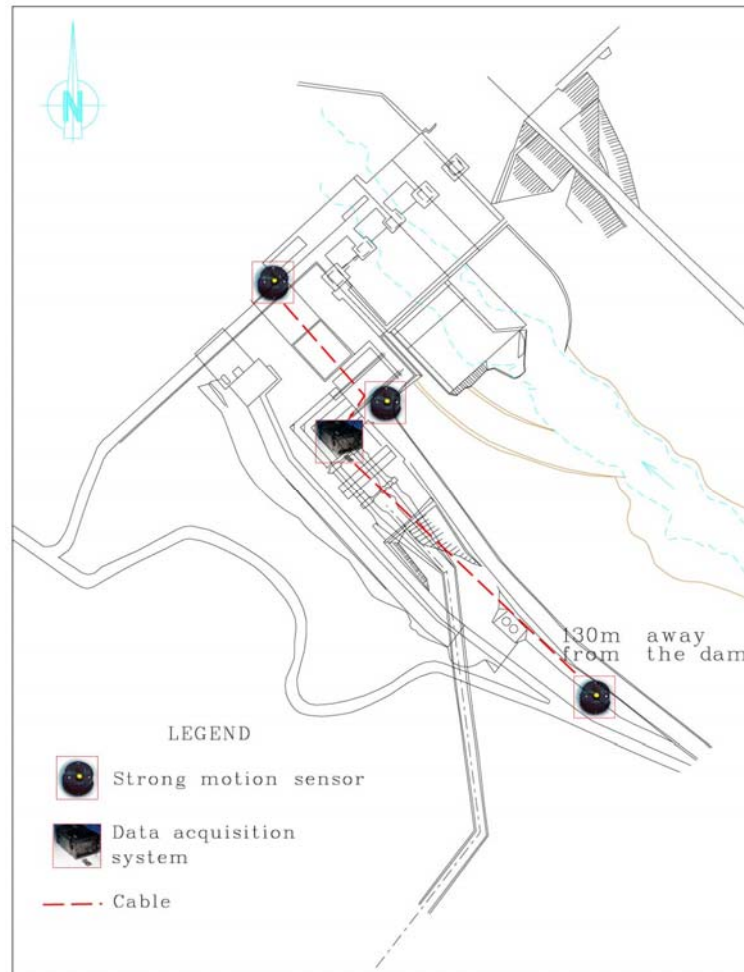 N
130m away
from the dam
LEGEND
Strong motion sensor
Data acquisition
system
Cable